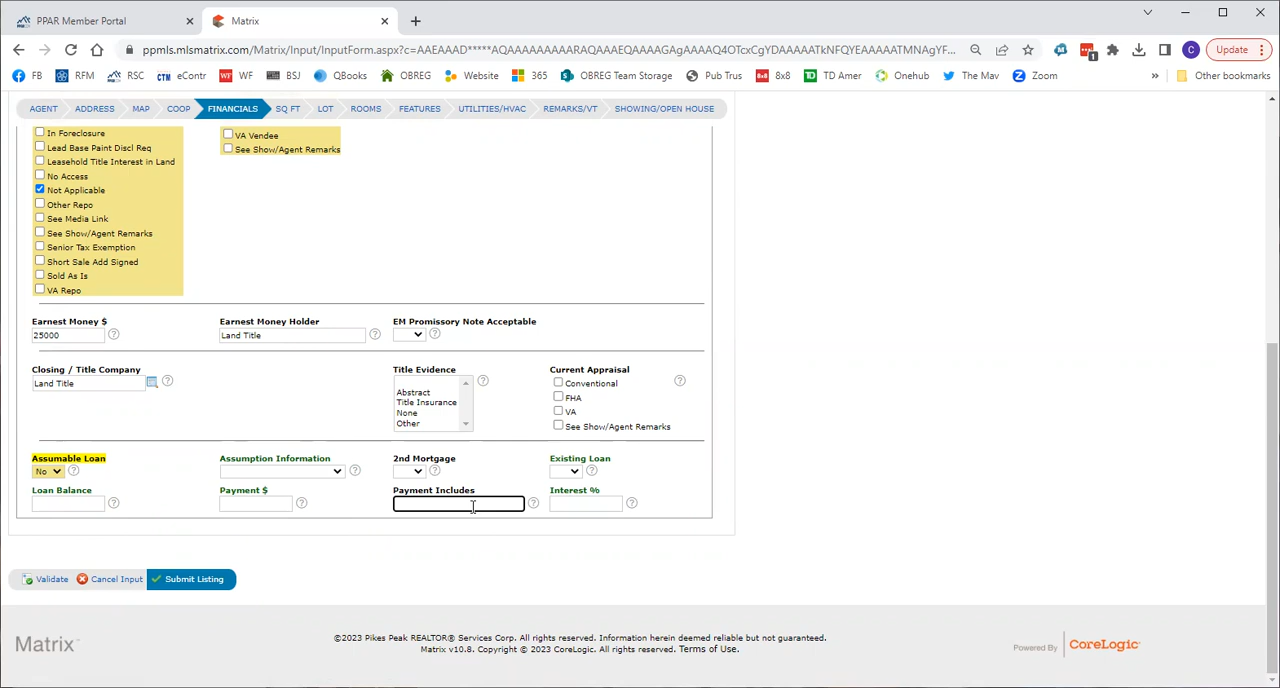 PPAR Member Portal
Matrix
ppmls.mlsmatrix.com/Matrix/Input/InputForm.aspx?c=AAEAAAD*****AQAAAAAAAAARAQAAAEQAAAAGAgAAAAQ4OTcxCgYDAAAAATkNFQYEAAAAATMNAgYF...
Update
FB RFM RSC eContr WF BSJ QBooks OBREG Website 365 OBREG Team Storage Pub Trus 8x8 TD Amer Onehub The Mav Zoom » Other bookmarks
AGENT ADDRESS MAP COOP FINANCIALS SQ FT LOT ROOMS FEATURES UTILITIES/HVAC REMARKS/VT SHOWING/OPEN HOUSE
In Foreclosure
VA Vendee
Lead Base Paint Discl Req
See Show/Agent Remarks
Leasehold Title Interest in Land
No Access
Not Applicable
Other Repo
See Media Link
See Show/Agent Remarks
Senior Tax Exemption
Short Sale Add Signed
Sold As Is
VA Repo
Earnest Money $ Earnest Money Holder EM Promissory Note Acceptable
25000 Land Title
Closing / Title Company Title Evidence Current Appraisal
Land Title
Abstract
Title Insurance
None
Other
Conventional
FHA
VA
See Show/Agent Remarks
Assumable Loan Assumption Information 2nd Mortgage Existing Loan
No
Loan Balance Payment $ Payment Includes Interest %
Validate Cancel Input Submit Listing
Matrix
©2023 Pikes Peak REALTOR® Services Corp. All rights reserved. Information herein deemed reliable but not guaranteed.
Matrix v10.8. Copyright © 2023 CoreLogic. All rights reserved. Terms of Use.
Powered By CoreLogic